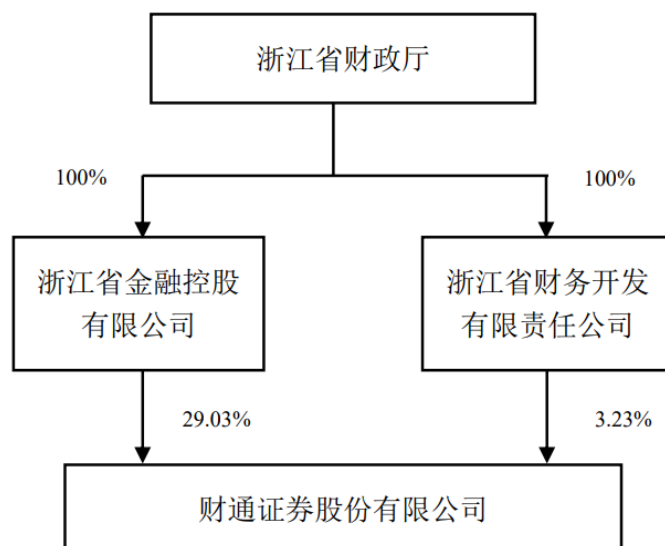 浙江省财政厅
100%
100%
浙江省金融控股
有限公司
浙江省财务开发
有限责任公司
29.03%
3.23%
财通证券股份有限公司